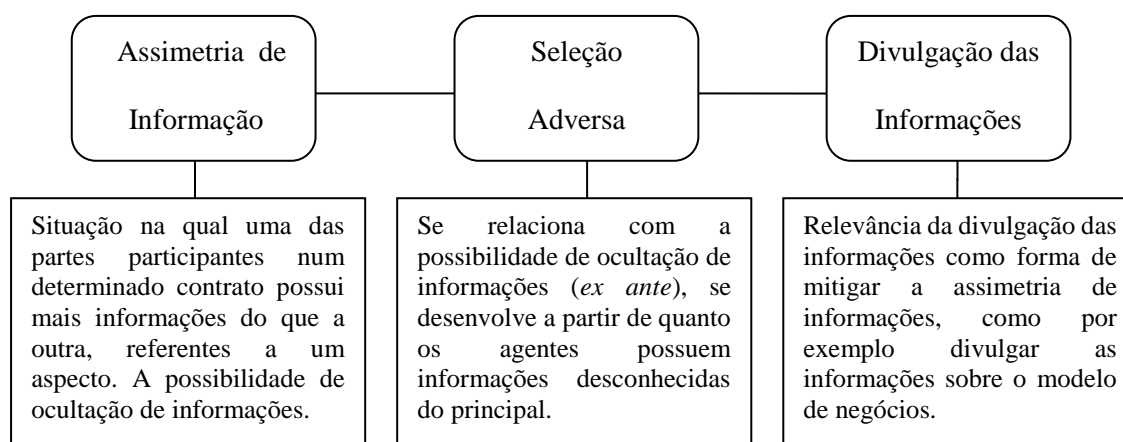 Assimetria de
Informação
Seleção
Adversa
Divulgação das
Informações
Situação na qual uma das
partes participantes num
determinado contrato possui
mais informações do que a
outra, referentes a um
aspecto. A possibilidade de
ocultação de informações.
Se relaciona com a
possibilidade de ocultação de
informações (ex ante), se
desenvolve a partir de quanto
os agentes possuem
informações desconhecidas
do principal.
Relevância da divulgação das
informações como forma de
mitigar a assimetria de
informações, como por
exemplo divulgar as
informações sobre o modelo
de negócios.